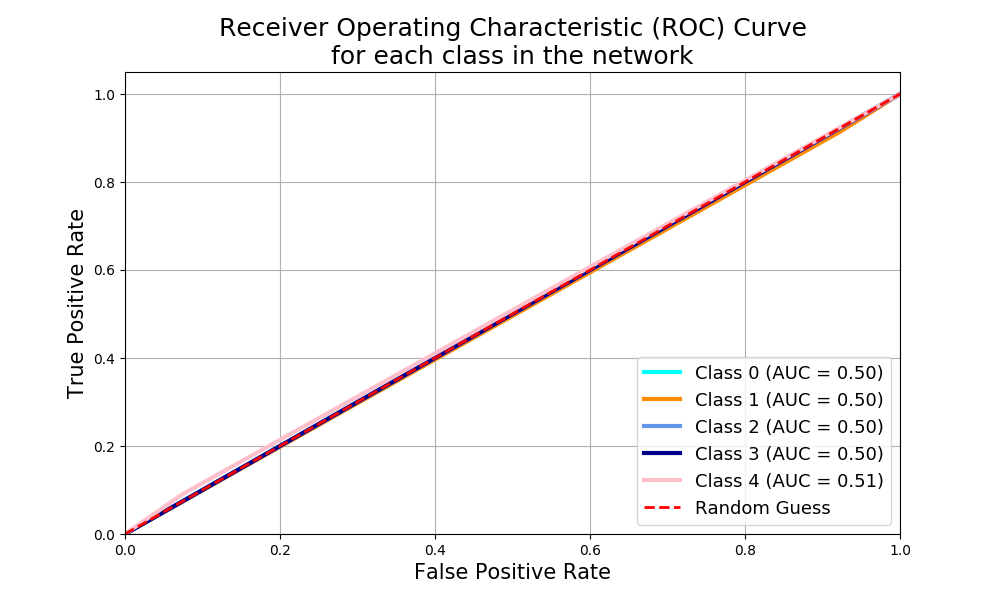 Receiver Operating Characteristic (ROC) Curve
for each class in the network
True Positive Rate
1.0
0.8
0.6
0.4
0.2
0.0
Class 0 (AUC = 0.50)
Class 1 (AUC = 0.50)
Class 2 (AUC = 0.50)
Class 3 (AUC = 0.50)
Class 4 (AUC = 0.51)
Random Guess
0.0 0.2 0.4 0.6 0.8 1.0
False Positive Rate